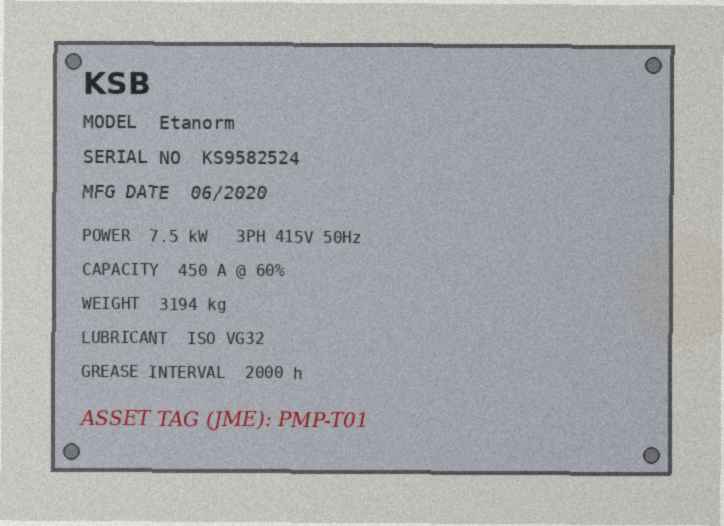 KSB
MODEL Etanorm
SERIAL NO KS9582524
MFG DATE 06/2020
POWER 7.5 kW 3PH 415V 50Hz
CAPACITY 450 A @ 60%
WEIGHT 3194 kg
LUBRICANT ISO VG32
GREASE INTERVAL 2000 h
ASSET TAG (JME): PMP-T01